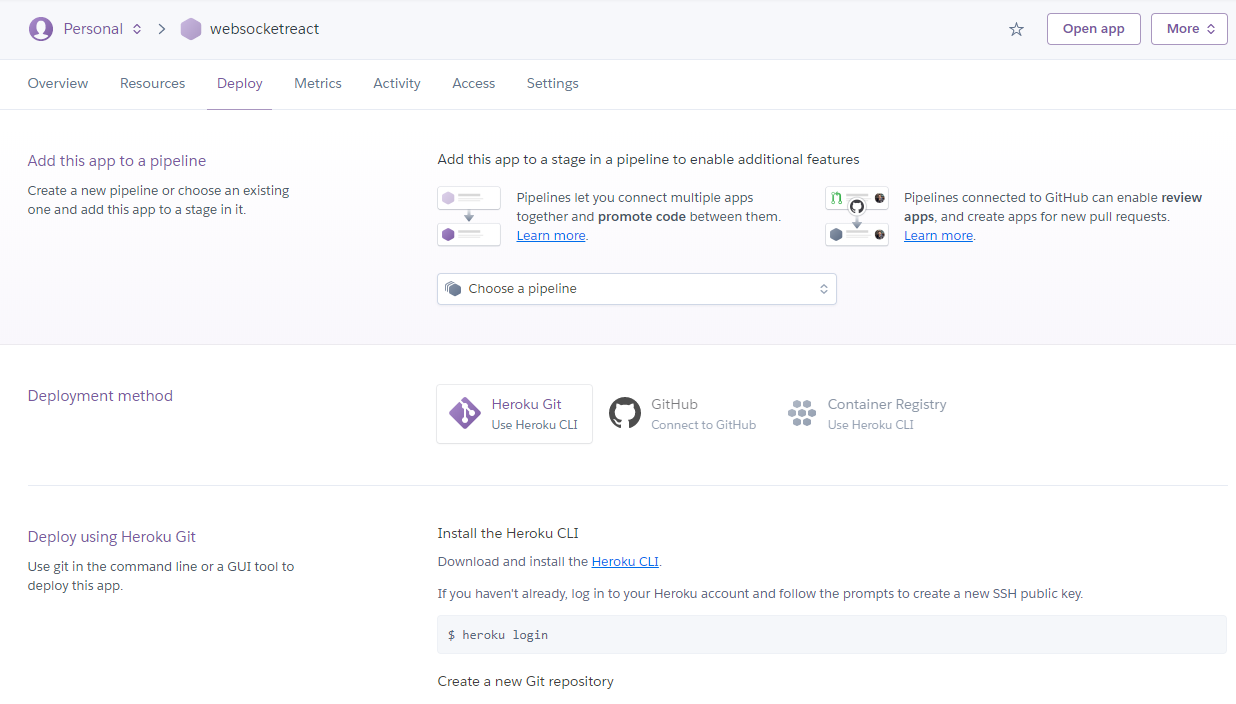 Personal websocketreact Open app More
Overview Resources Deploy Metrics Activity Access Settings
Add this app to a pipeline
Create a new pipeline or choose an existing
one and add this app to a stage in it.
Add this app to a stage in a pipeline to enable additional features
Pipelines let you connect multiple apps
together and promote code between them.
Learn more.
Pipelines connected to GitHub can enable review
apps, and create apps for new pull requests.
Learn more.
Choose a pipeline
Deployment method
Heroku Git
Use Heroku CLI
GitHub
Connect to GitHub
Container Registry
Use Heroku CLI
Deploy using Heroku Git
Use git in the command line or a GUI tool to
deploy this app.
Install the Heroku CLI
Download and install the Heroku CLI.
If you haven't already, log in to your Heroku account and follow the prompts to create a new SSH public key.
$ heroku login
Create a new Git repository